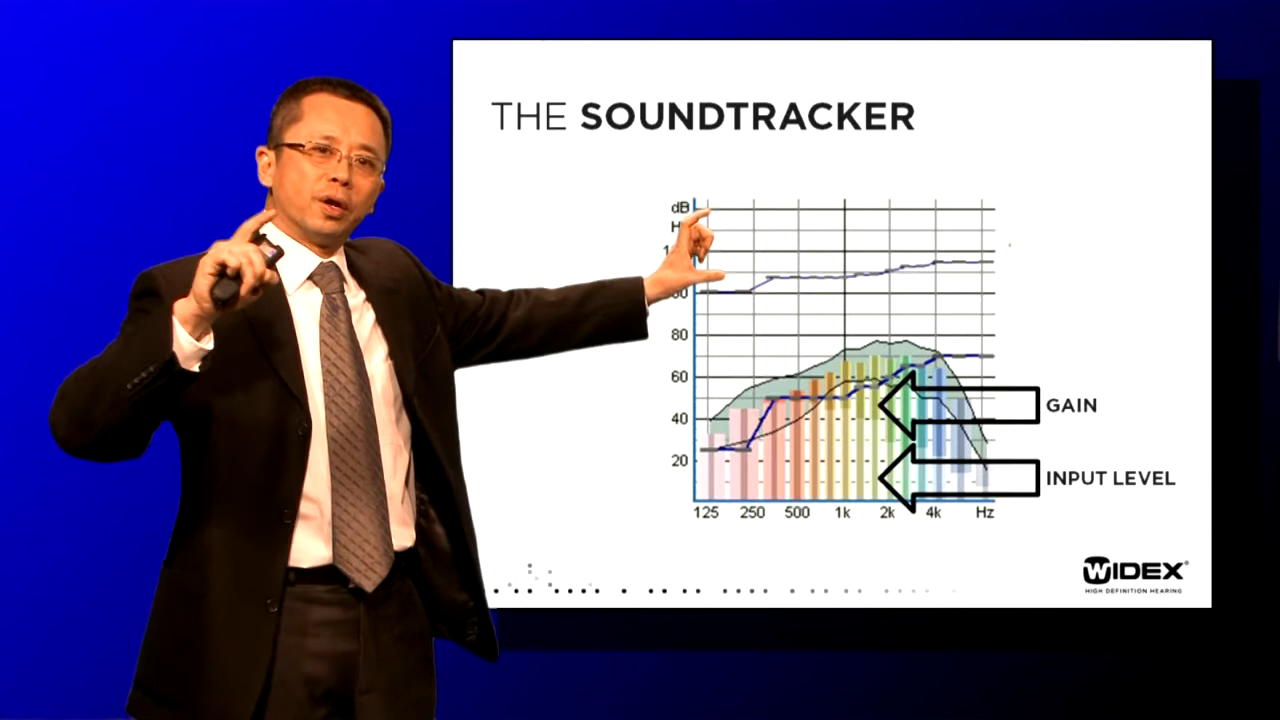 THE SOUNDTRACKER
dB
H
80
60
40
20
125 250 500 1k 2k 4k Hz
GAIN
INPUT LEVEL
WIDEX®
HIGH DEFINITION HEARING